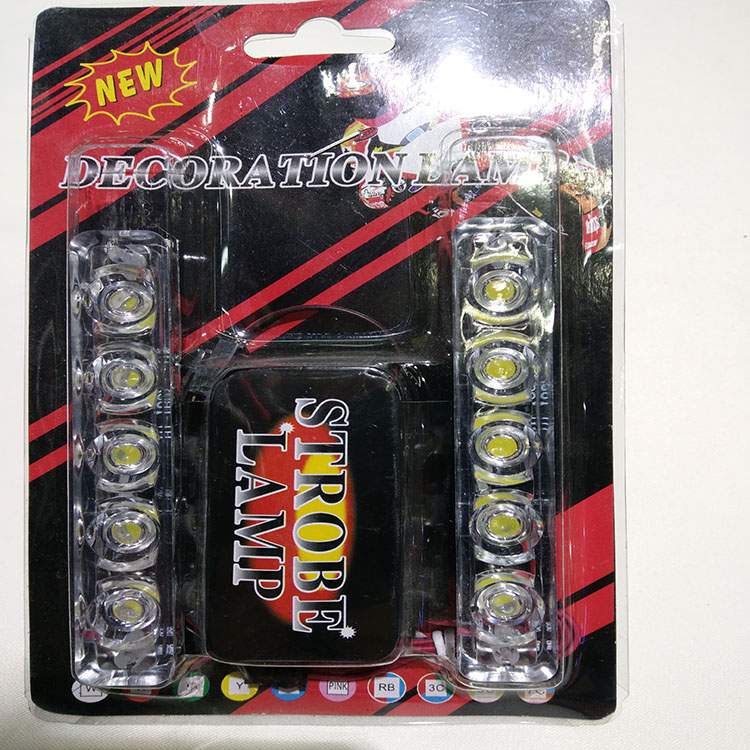 NEW
DECORATION LAMP
STROBE
LAMP
W
Y
PINK
RB
3C